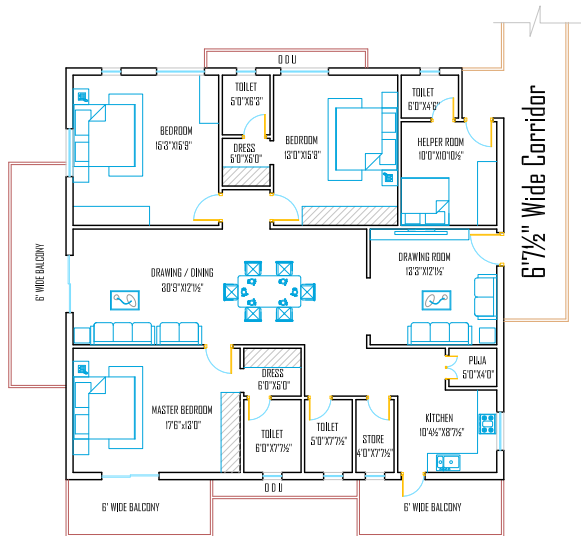 O D U
TOILET
5'0"X6'3"
TOILET
6'0"X4'6"
BEDROOM
15'3"X15'9"
BEDROOM
13'0"X15'9"
DRESS
5'0"X5'0"
HELPER ROOM
10'0"X10'10½"
6'7½" Wide Corridor
6' WIDE BALCONY
DRAWING / DINING
30'3"X12'1½"
DRAWING ROOM
13'3"X12'1½"
PUJA
5'0"X4'0"
DRESS
6'0"X5'0"
MASTER BEDROOM
17'6"x13'0"
TOILET
6'0"X7'7½"
TOILET
5'0"X7'7½"
STORE
4'0"X7'7½"
KITCHEN
10'4½"X8'7½"
O D U
6' WIDE BALCONY
6' WIDE BALCONY